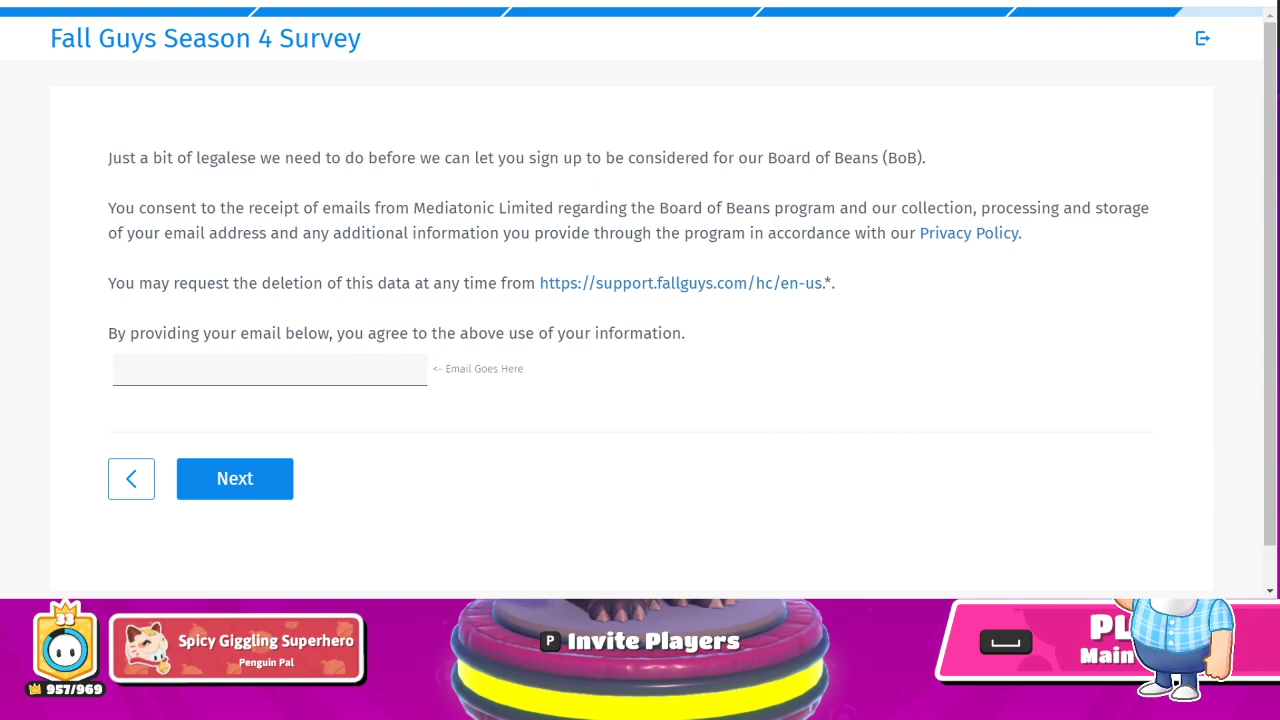 Fall Guys Season 4 Survey
Just a bit of legalese we need to do before we can let you sign up to be considered for our Board of Beans (BoB).
You consent to the receipt of emails from Mediatonic Limited regarding the Board of Beans program and our collection, processing and storage
of your email address and any additional information you provide through the program in accordance with our Privacy Policy.
You may request the deletion of this data at any time from https://support.fallguys.com/hc/en-us.*.
By providing your email below, you agree to the above use of your information.
<- Email Goes Here
Next
33
957/969
Spicy Giggling Superhero
Penguin Pal
P Invite Players
Main